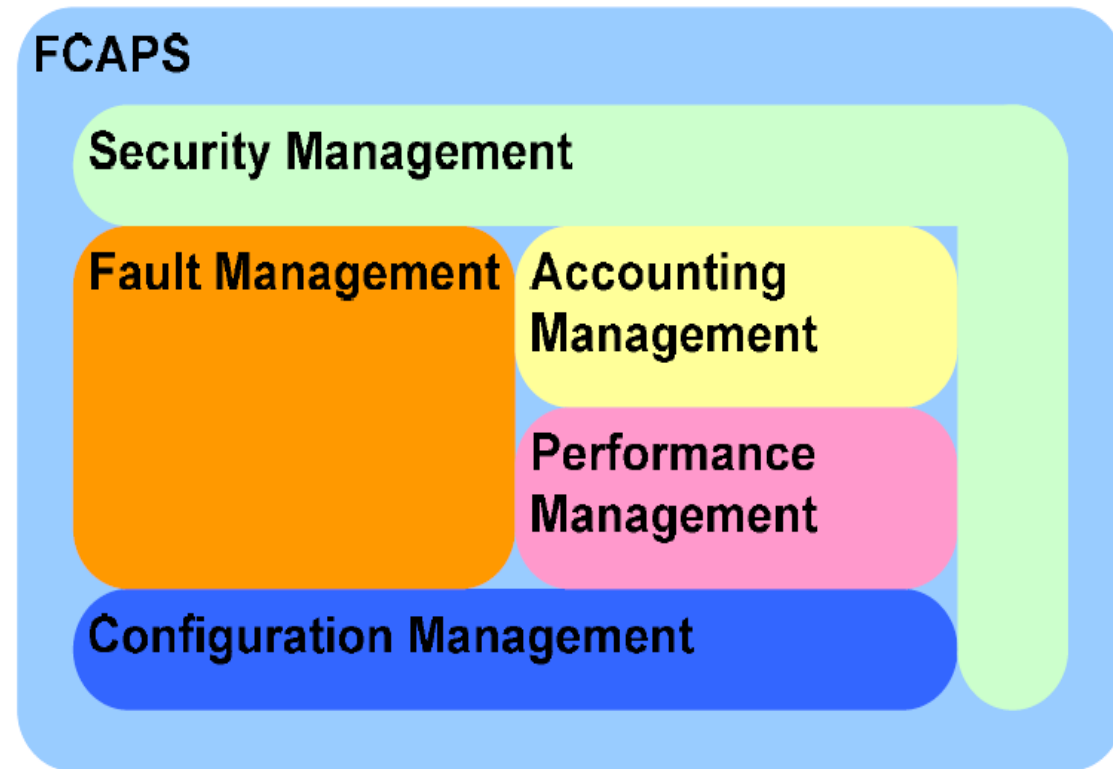 FCAPS
Security Management
Fault Management
Accounting
Management
Performance
Management
Configuration Management